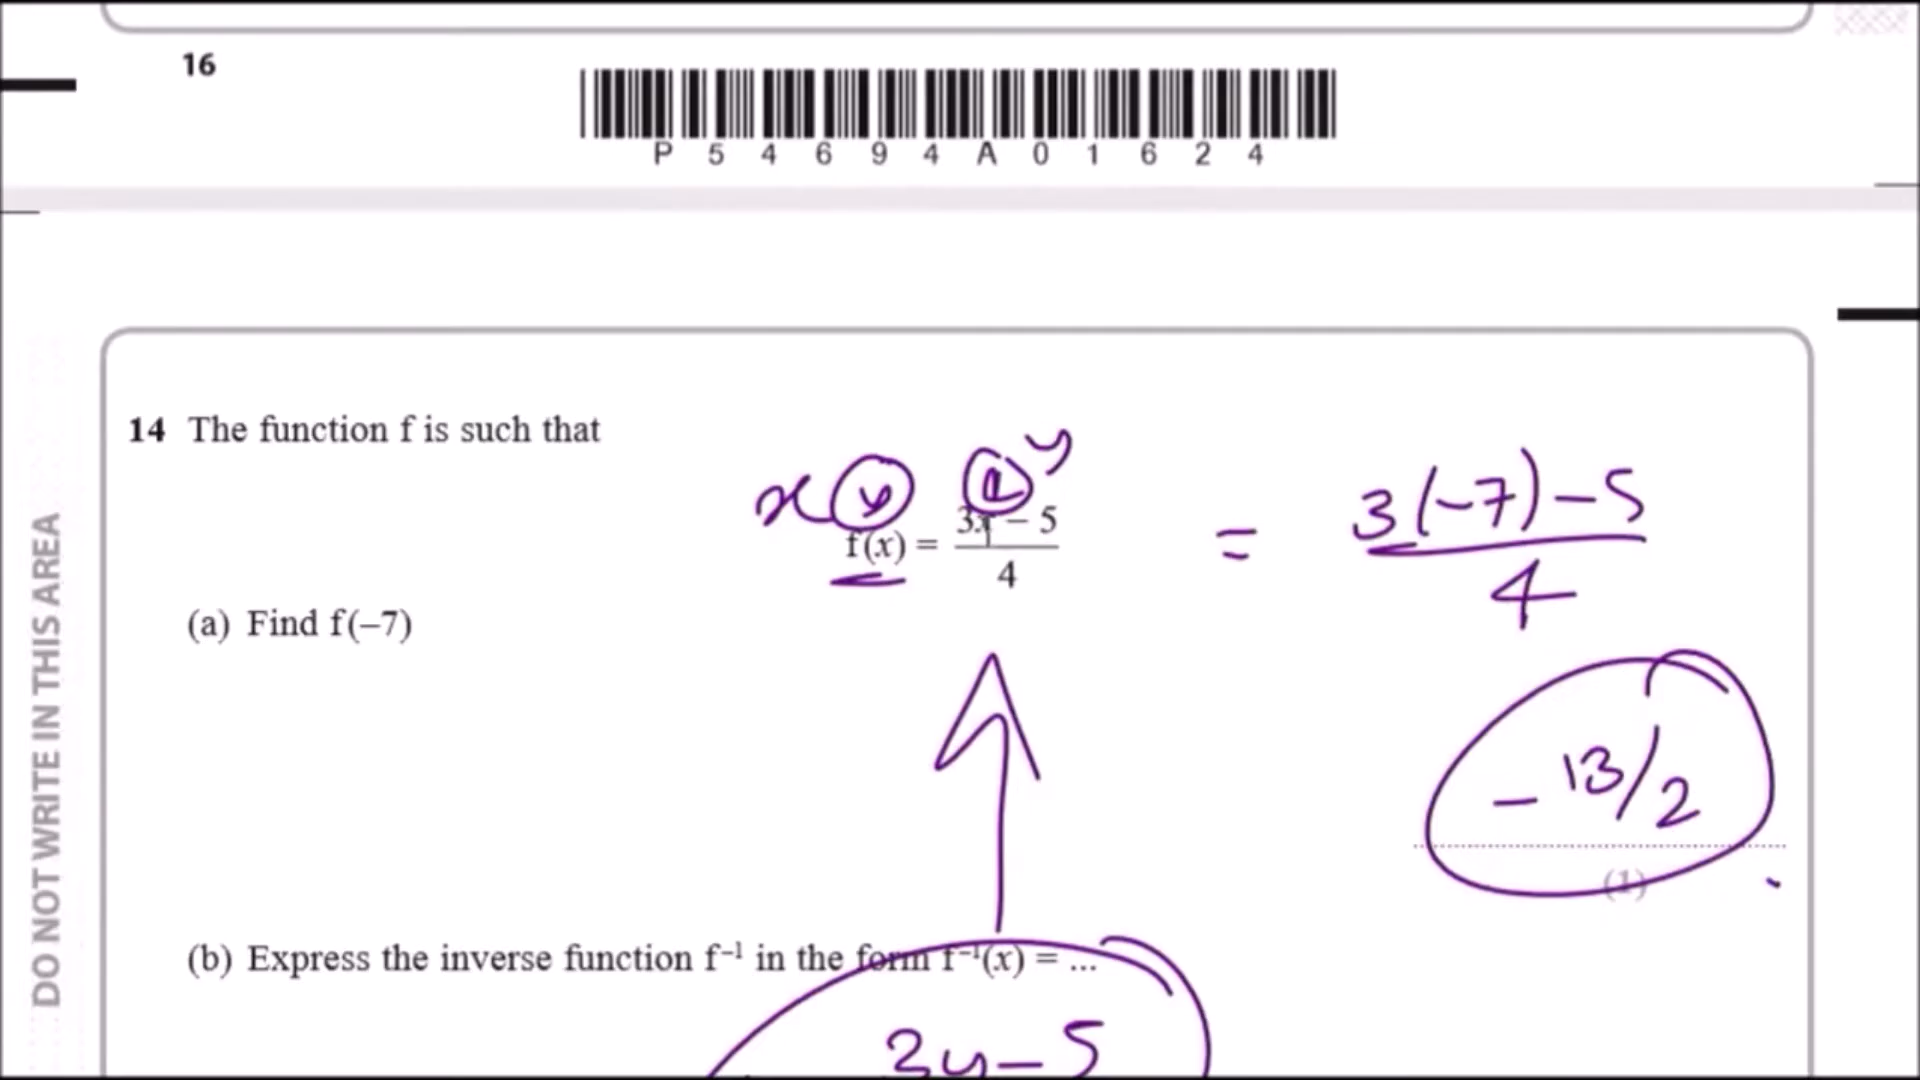 16
P 5 4 6 9 4 A 0 1 6 2 4
DO NOT WRITE IN THIS AREA
14 The function f is such that
x y x y
f(x) = 3x – 5 / 4
= 3(-7) - 5 / 4
(a) Find f(–7)
- 13/2
(1)
(b) Express the inverse function f⁻¹ in the form f⁻¹(x) = ...
3y - 5